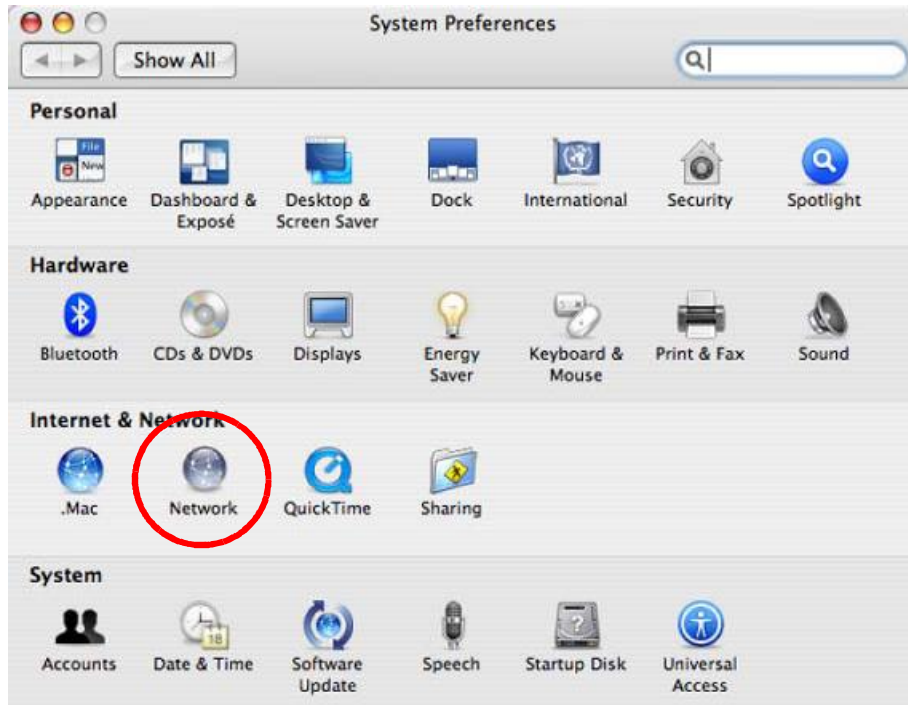 System Preferences
Show All
Personal
File
New
Appearance
Dashboard &
Exposé
Desktop &
Screen Saver
Dock
International
Security
Spotlight
Hardware
Bluetooth
CDs & DVDs
Displays
Energy
Saver
Keyboard &
Mouse
Print & Fax
Sound
Internet & Network
.Mac
Network
QuickTime
Sharing
System
18
?
Accounts
Date & Time
Software
Update
Speech
Startup Disk
Universal
Access